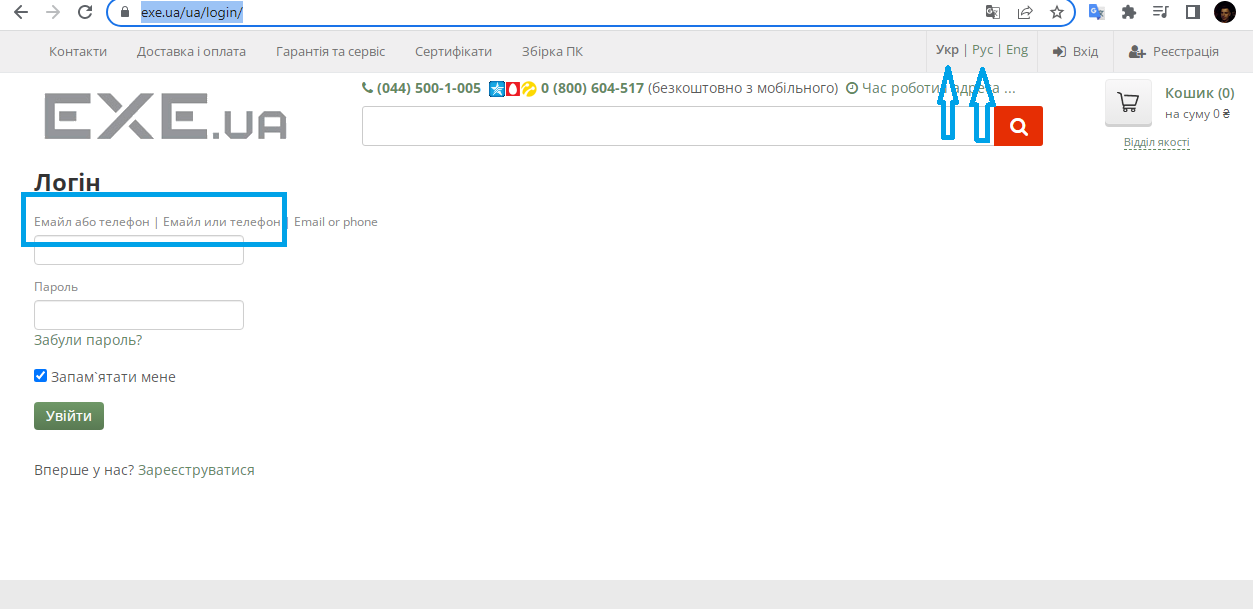 exe.ua/ua/login/
Контакти Доставка і оплата Гарантія та сервіс Сертифікати Збірка ПК Укр | Рус | Eng Вхід Реєстрація
EXE.UA
(044) 500-1-005 0 (800) 604-517 (безкоштовно з мобільного) Час роботи адреса ...
Кошик (0)
на суму 0 ₴
Відділ якості
Логін
Емайл або телефон | Емайл или телефон | Email or phone
Пароль
Забули пароль?
Запам`ятати мене
Увійти
Вперше у нас? Зареєструватися